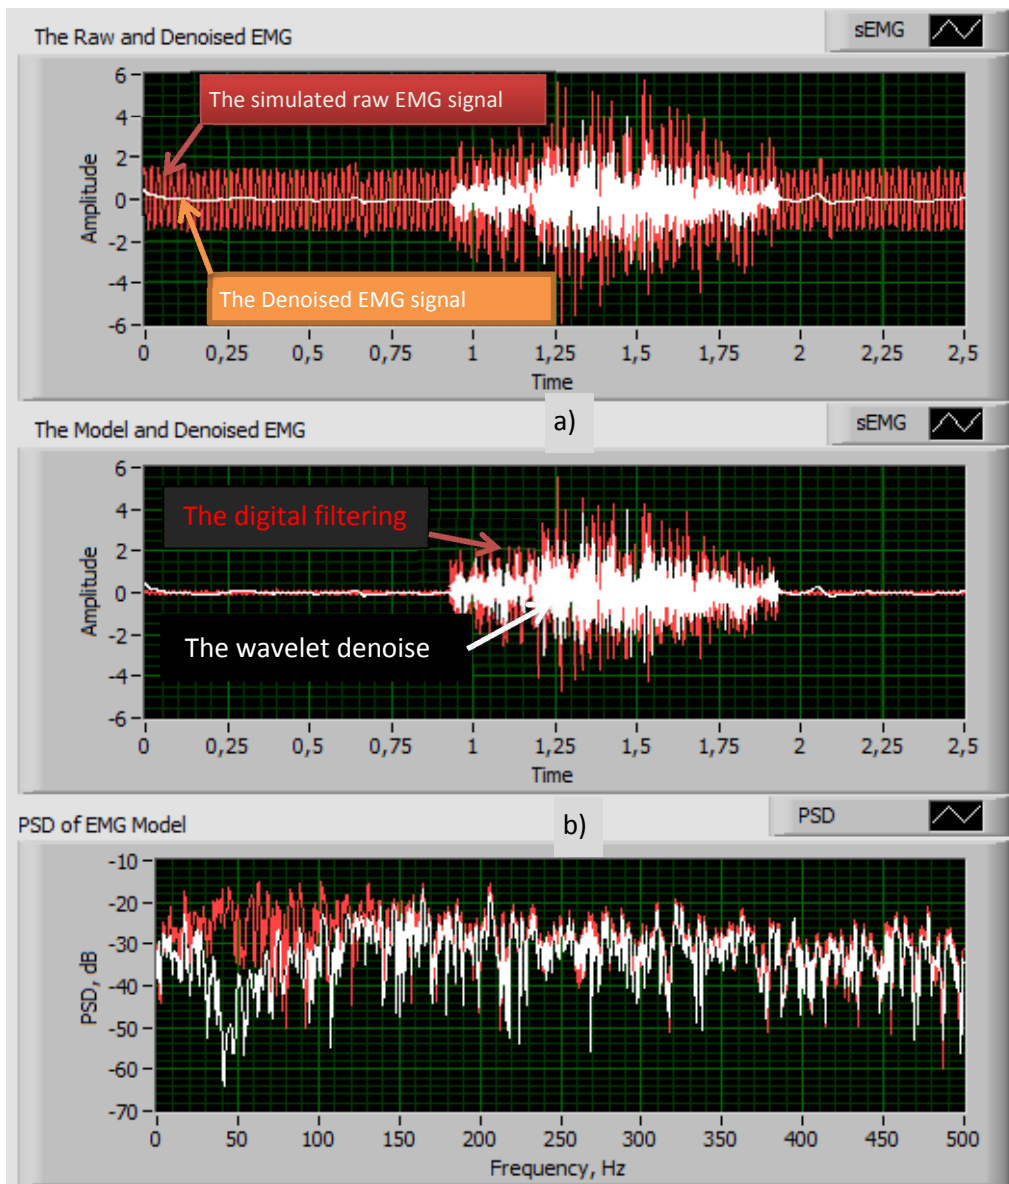 The Raw and Denoised EMG
sEMG
The simulated raw EMG signal
The Denoised EMG signal
Amplitude
6
4
2
0
-2
-4
-6
0 0,25 0,5 0,75 1 1,25 1,5 1,75 2 2,25 2,5
Time
a)
The Model and Denoised EMG
sEMG
The digital filtering
The wavelet denoise
Amplitude
6
4
2
0
-2
-4
-6
0 0,25 0,5 0,75 1 1,25 1,5 1,75 2 2,25 2,5
Time
b)
PSD of EMG Model
PSD
PSD, dB
-10
-20
-30
-40
-50
-60
-70
0 50 100 150 200 250 300 350 400 450 500
Frequency, Hz